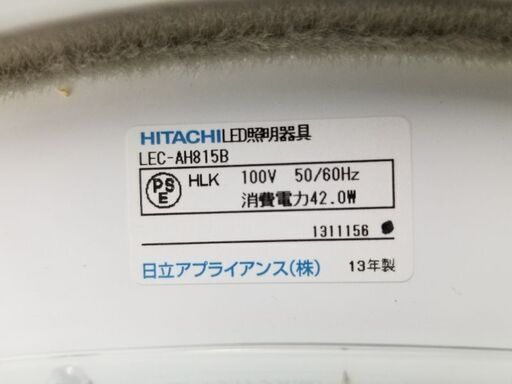 HITACHI LED照明器具
LEC-AH815B
PSE HLK 100V 50/60Hz
消費電力42.0W
1311156
日立アプライアンス(株) 13年製